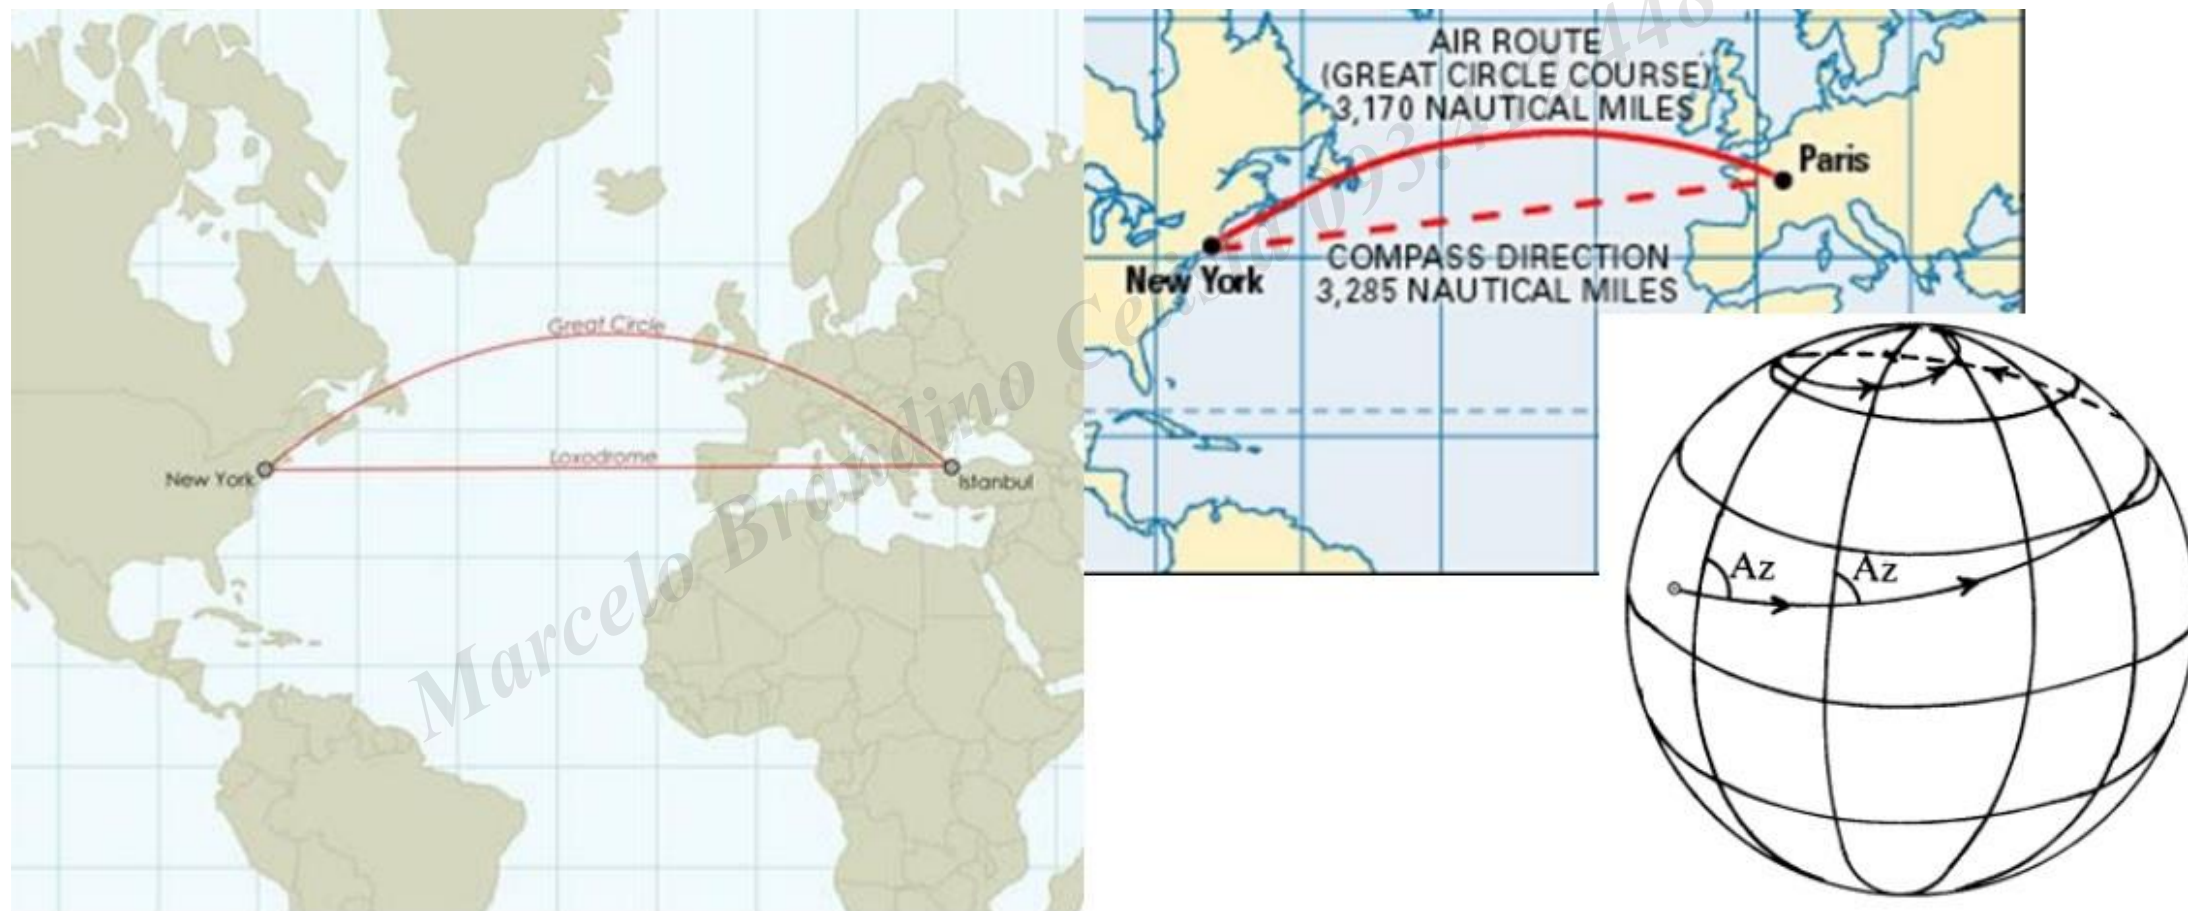 Great Circle
New York
Loxodrome
Istanbul
AIR ROUTE
(GREAT CIRCLE COURSE)
3,170 NAUTICAL MILES
Paris
New York
COMPASS DIRECTION
3,285 NAUTICAL MILES
Az
Az
Marcelo Brandino